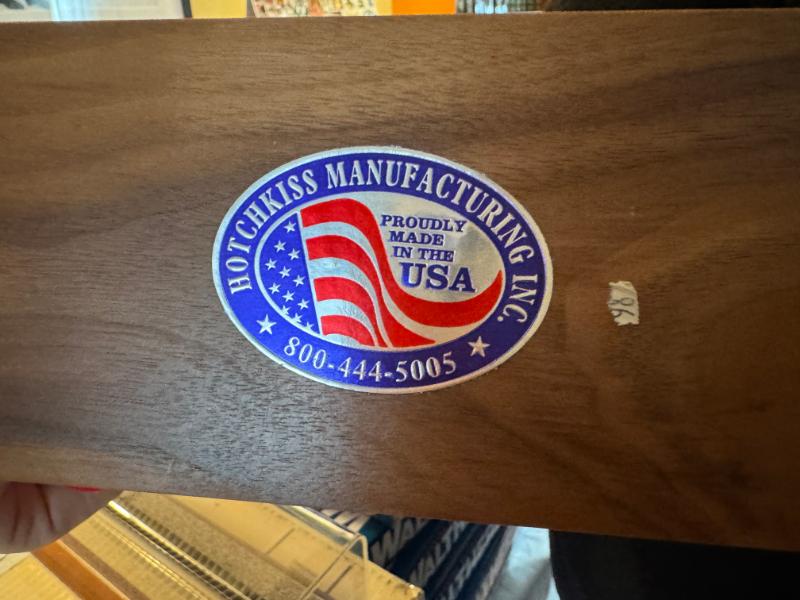 HOTCHKISS MANUFACTURING INC.
PROUDLY
MADE
IN THE
USA
800-444-5005